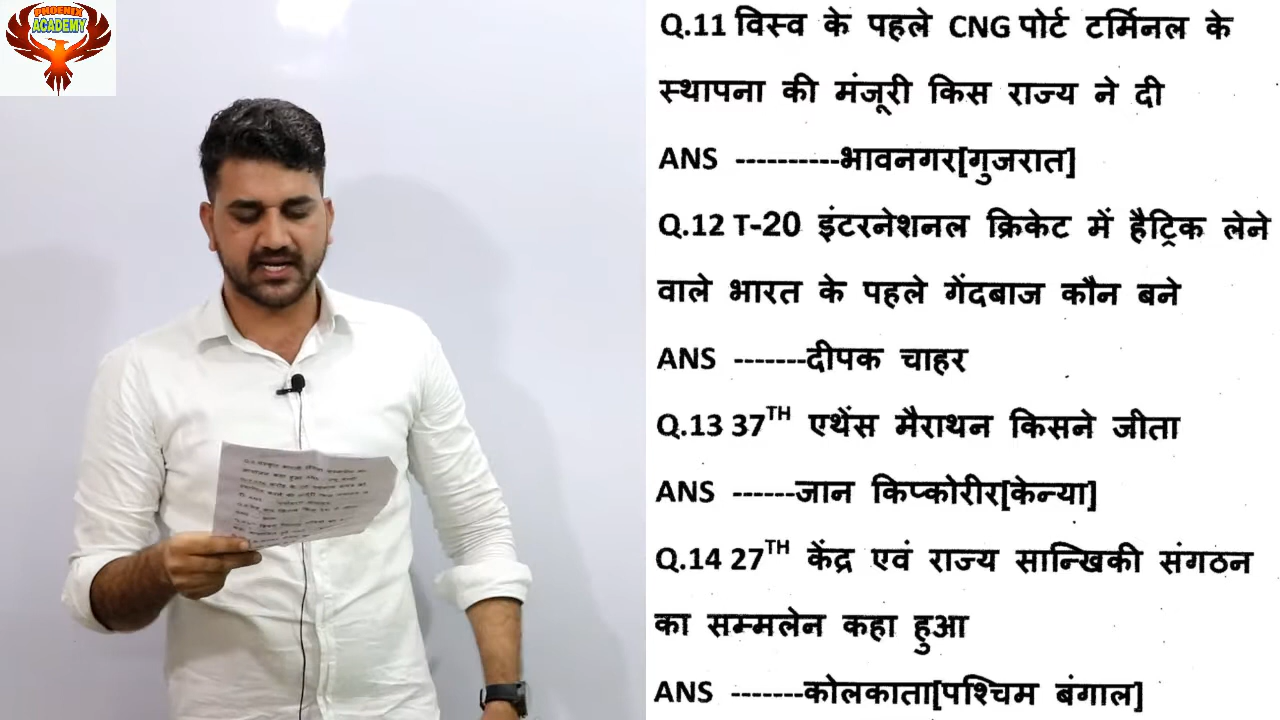 PHOENIX
ACADEMY
Q.11 विस्व के पहले CNG पोर्ट टर्मिनल के
स्थापना की मंजूरी किस राज्य ने दी
ANS ----------भावनगर[गुजरात]
Q.12 T-20 इंटरनेशनल क्रिकेट में हैट्रिक लेने
वाले भारत के पहले गेंदबाज कौन बने
ANS -------दीपक चाहर
Q.13 37TH एथेंस मैराथन किसने जीता
ANS ------जान किप्कोरीर[केन्या]
Q.14 27TH केंद्र एवं राज्य सान्खिकी संगठन
का सम्मलेन कहा हुआ
ANS -------कोलकाता[पश्चिम बंगाल]